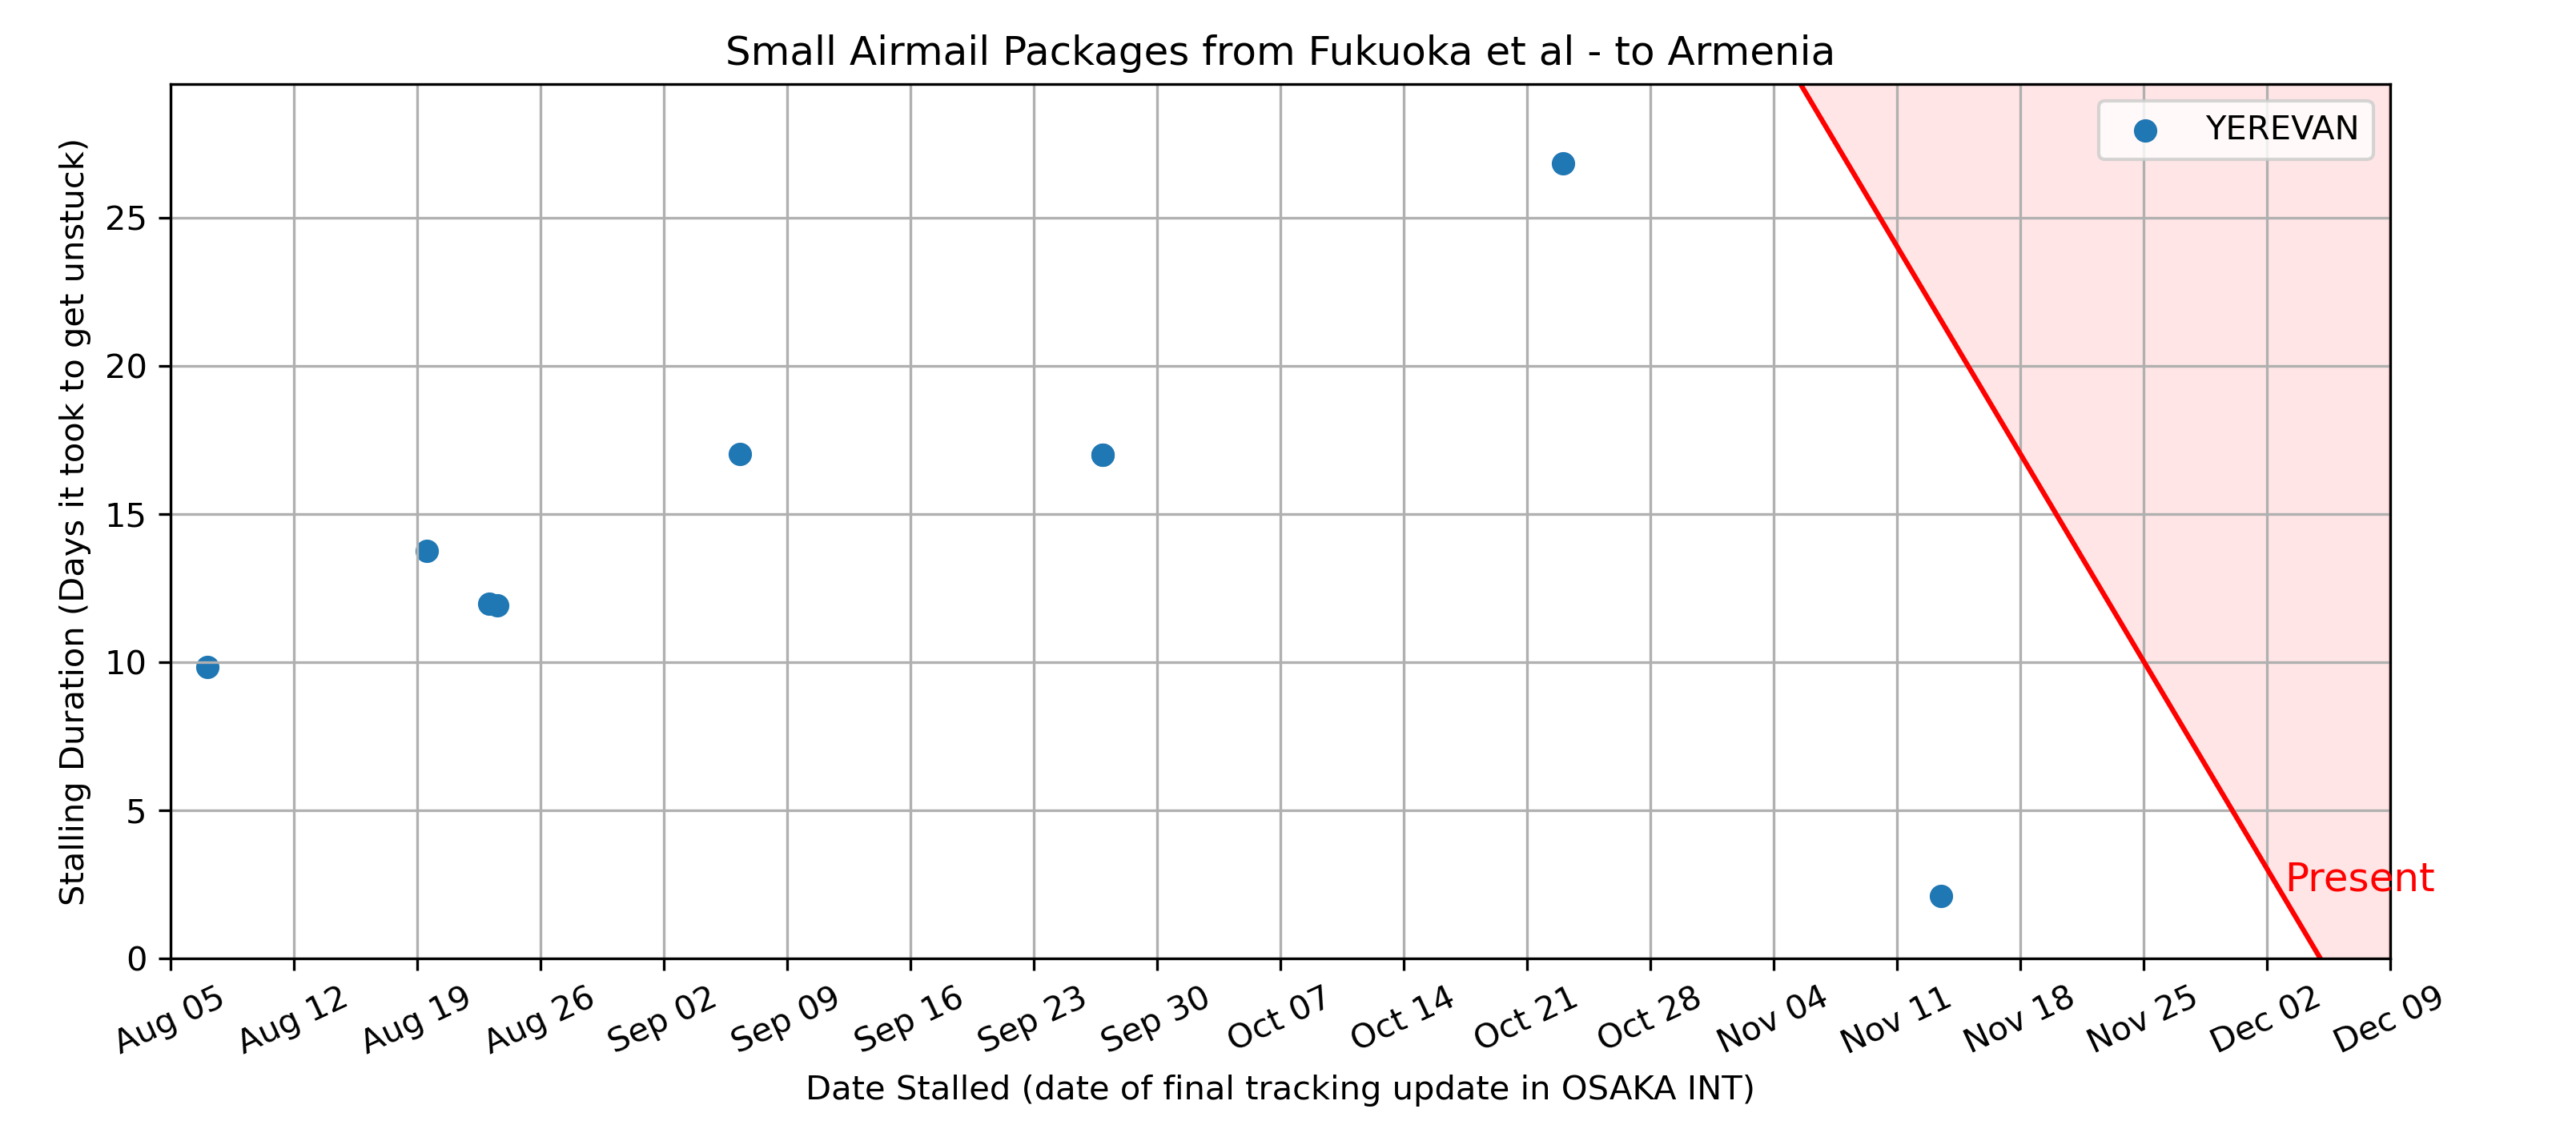 Small Airmail Packages from Fukuoka et al - to Armenia
YEREVAN
Stalling Duration (Days it took to get unstuck)
25
20
15
10
5
0
Present
Aug 05
Aug 12
Aug 19
Aug 26
Sep 02
Sep 09
Sep 16
Sep 23
Sep 30
Oct 07
Oct 14
Oct 21
Oct 28
Nov 04
Nov 11
Nov 18
Nov 25
Dec 02
Dec 09
Date Stalled (date of final tracking update in OSAKA INT)